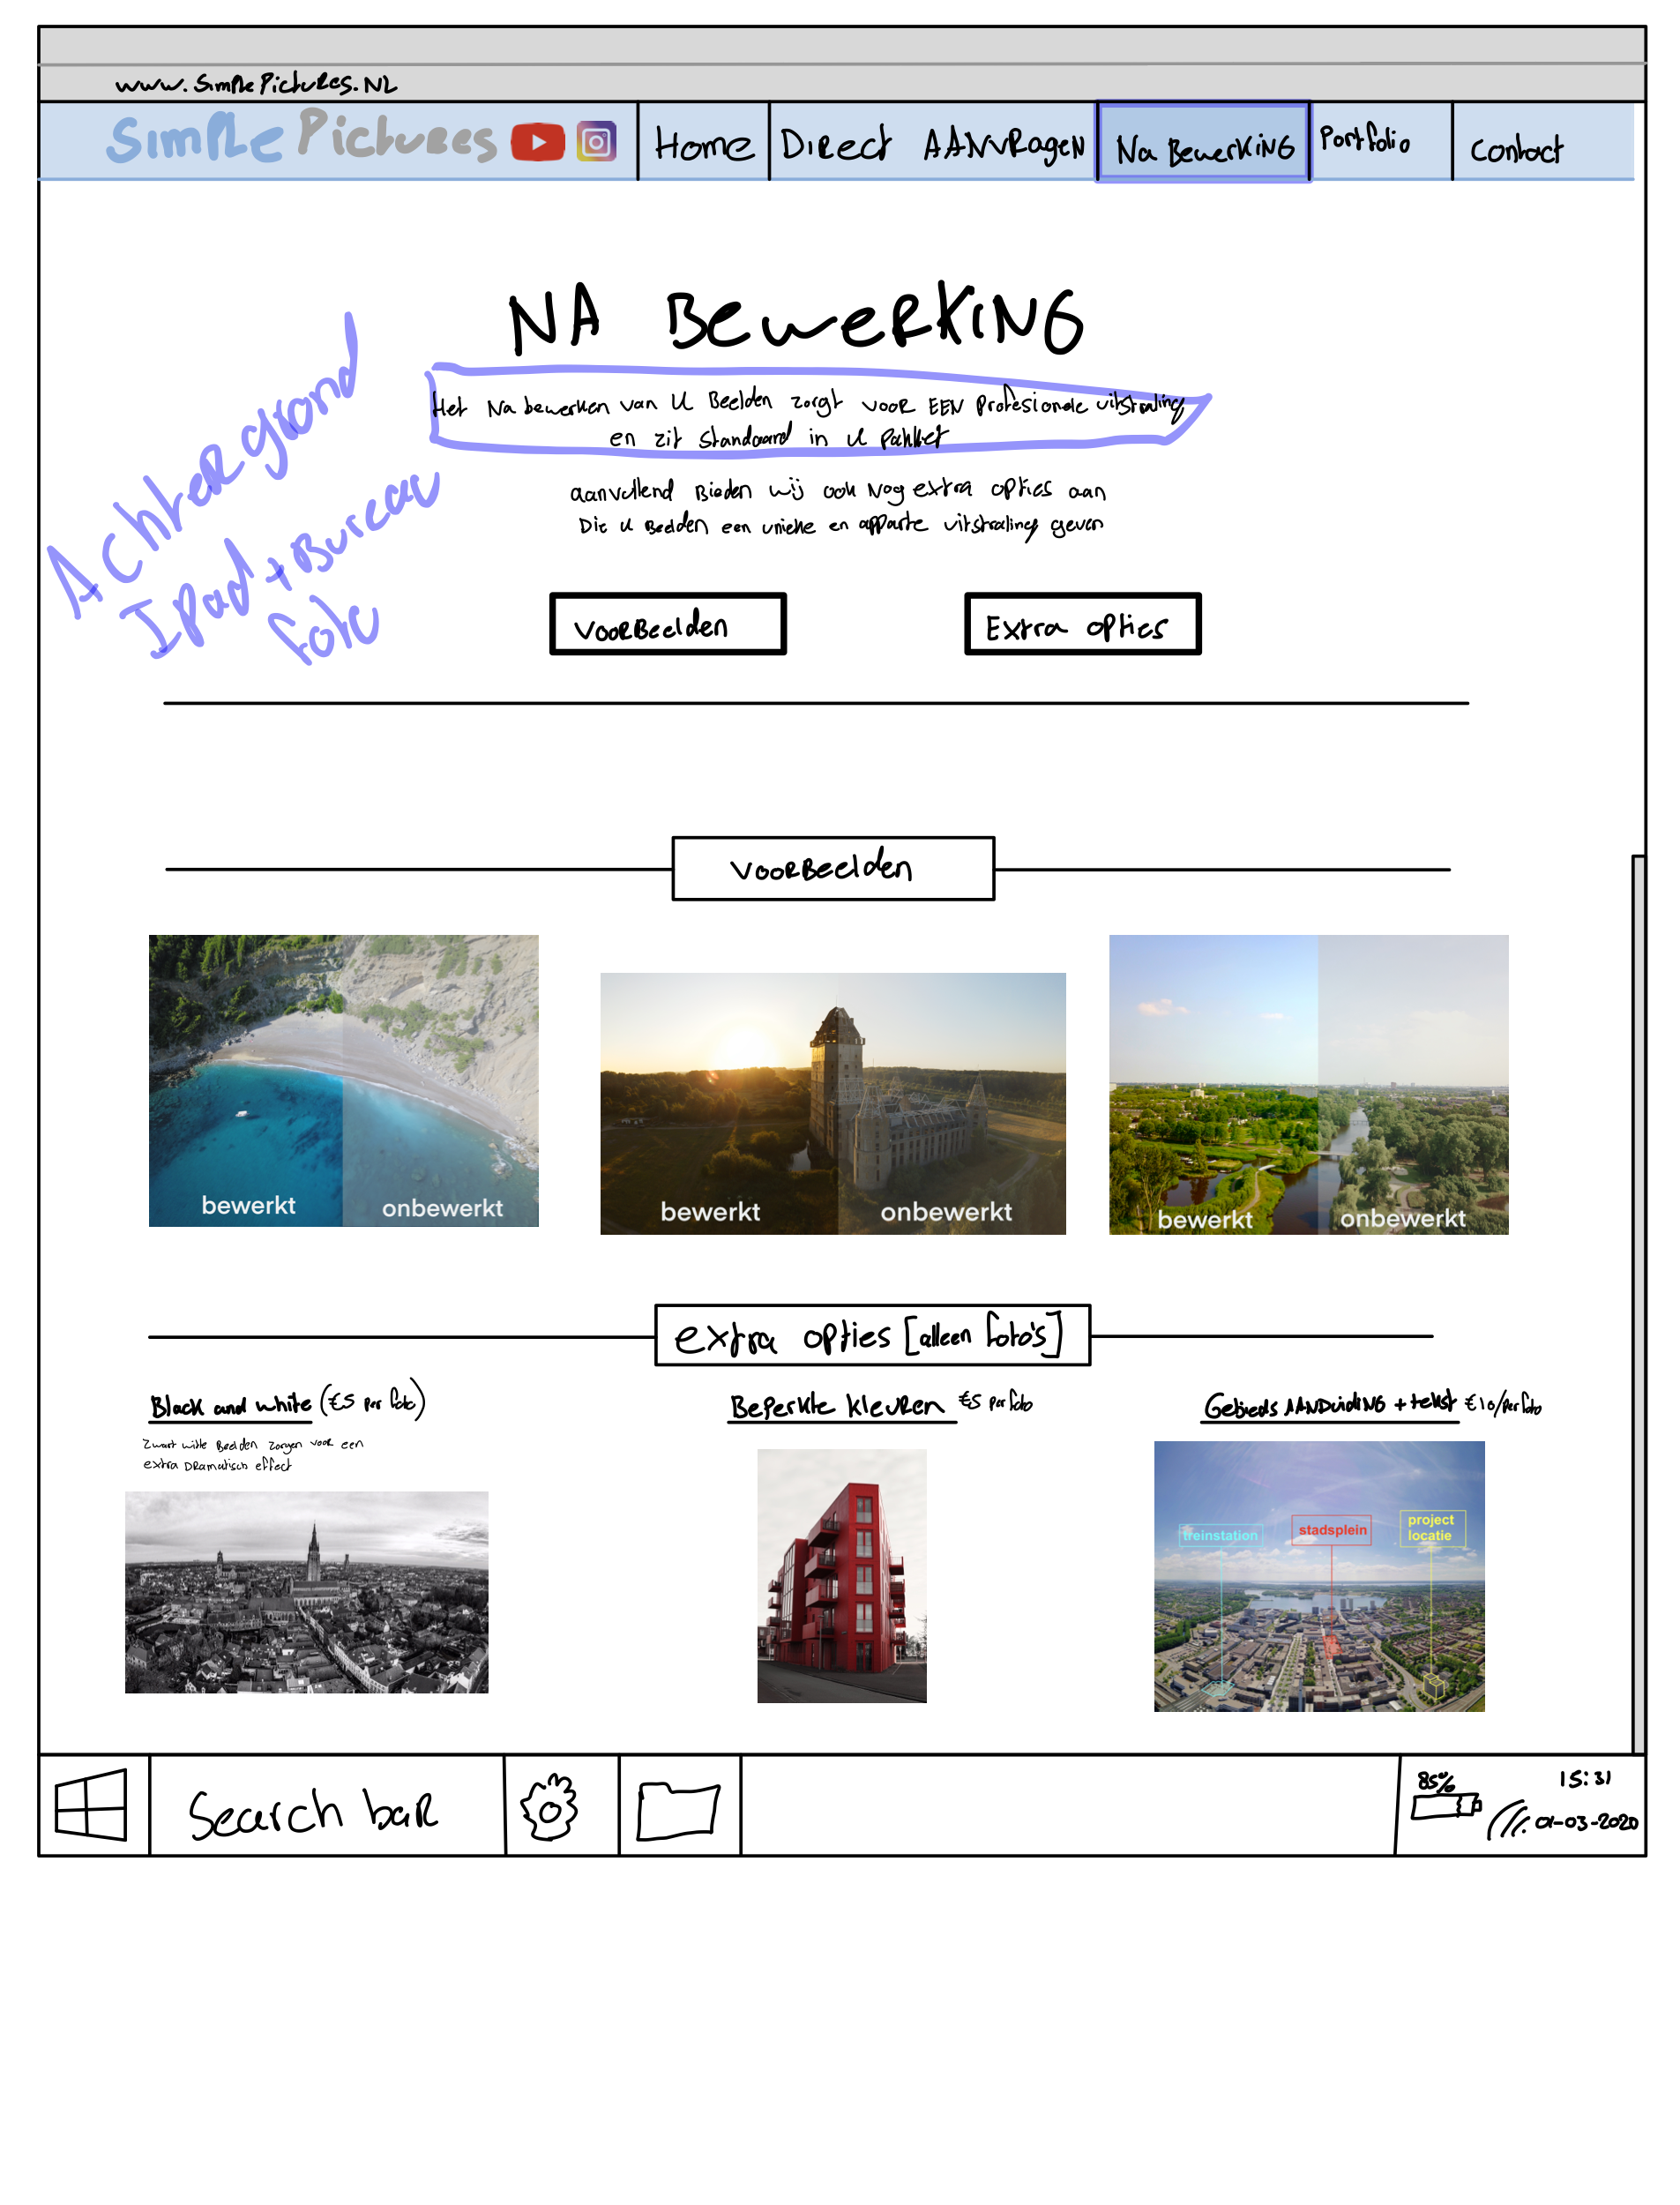 www.SimplePictures.NL
Simple Pictures
Home
Direct AANVRagen
Na BewerKING
Portfolio
Contact
NA BewerKING
Het Nabewerken van U Beelden zorgt voor EEN Profesionele uitstraling
en zit standaard in U Pakket
aanvullend Bieden wij ook nog extra opties aan
Die U Beelden een unieke en apparte uitstraling geven
Achtergrond
Ipad + Bureau
foto
VoorBeelden
Extra opties
VoorBeelden
bewerkt
onbewerkt
bewerkt
onbewerkt
bewerkt
onbewerkt
extra opties [alleen foto's]
Black and white (€5 per foto)
Zwart witte Beelden zorgen voor een
extra Dramatisch effect
Beperkte kleuren €5 per foto
Gebieds AANDuidiNG + tekst €10/per foto
treinstation
stadsplein
project
locatie
Search bar
85%
15:31
01-03-2020